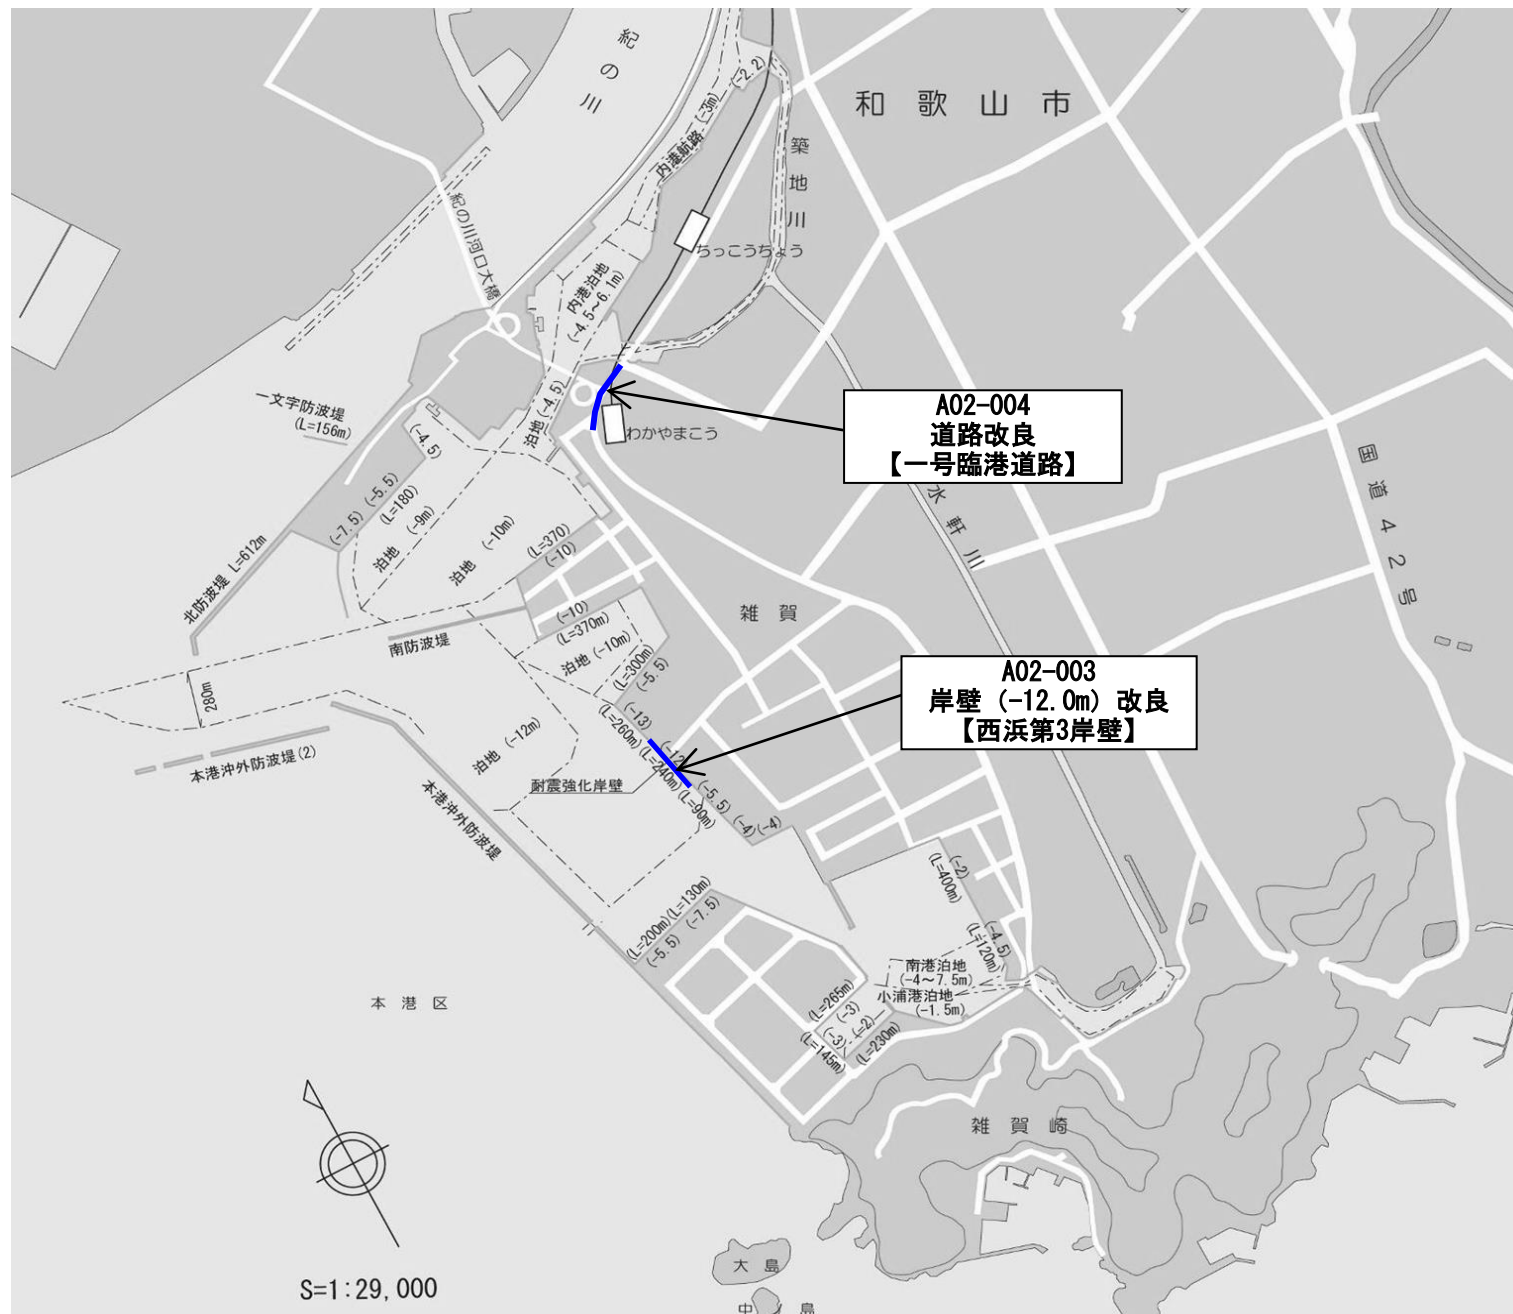 紀の川
和歌山市
(-2.2)
内港航路 (-3m)
築地川
紀の川河口大橋
ちっこうちょう
内港泊地
(-4.5～6.1m)
一文字防波堤
(L=156m)
泊地(-4.5)
わかやまこう
A02-004
道路改良
【一号臨港道路】
(-4.5)
国道42号
水軒川
(-7.5) (-5.5)
(L=180)
泊地 (-9m)
泊地 (-10m)
(L=370)
(-10)
北防波堤 L=612m
雑賀
(-10)
(L=370m)
泊地 (-10m)
南防波堤
(L=300m)
(-5.5)
280m
A02-003
岸壁 (-12.0m) 改良
【西浜第3岸壁】
(-13)
(L=260m)
泊地 (-12m)
(-12
(L=240m)
本港沖外防波堤(2)
耐震強化岸壁
(-5.5)
(L=90m)
(-4)
(-4)
本港沖外防波堤
(-2)
(L=400m)
(L=200m)
(L=130m)
(-5.5)
(-7.5)
(-4.5)
(L=120m)
南港泊地
(-4～7.5m)
小浦港泊地
(-1.5m)
本港区
(L=265m)
(-3)
(-3)
(-2)
(L=145m)
(L=230m)
雑賀崎
大島
S=1:29,000
中ノ島